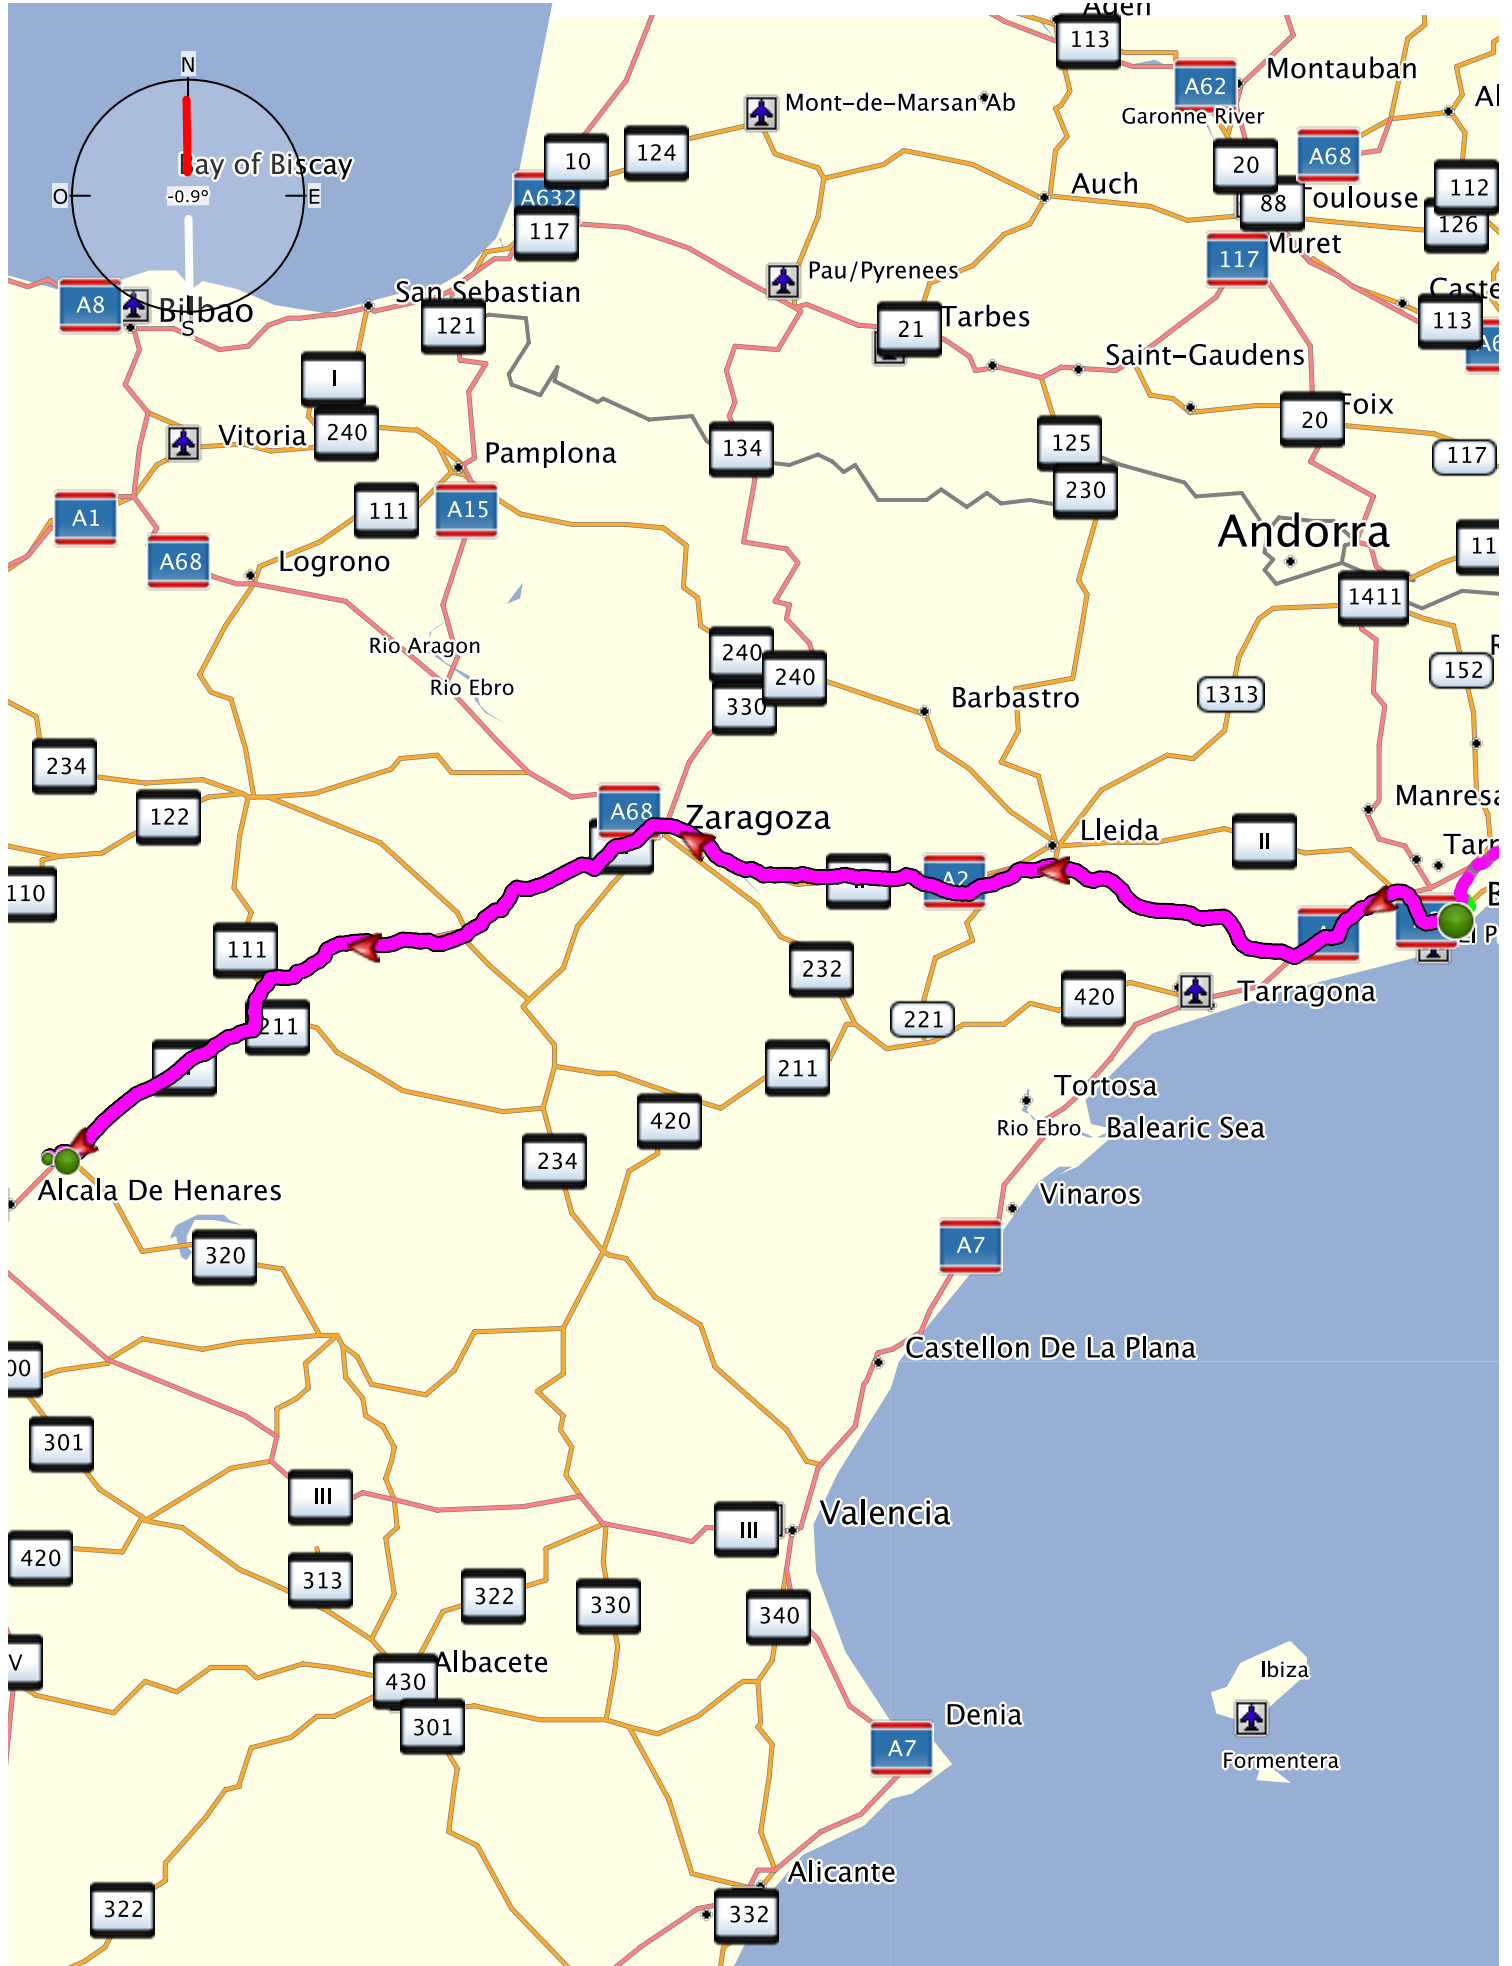 Aden
113
N
A62
Montauban
Mont-de-Marsan Ab
Garonne River
10
124
20
A68
Bay of Biscay
O
-0.9°
E
A632
Auch
112
88
Toulouse
126
117
117
Muret
Pau/Pyrenees
A8
Bilbao
S
San Sebastian
121
21
Tarbes
113
Saint-Gaudens
I
Vitoria
240
20
Foix
Pamplona
134
125
117
230
A1
111
A15
Andorra
A68
Logrono
1411
Rio Aragon
240
152
Rio Ebro
240
330
Barbastro
1313
234
122
A68
Zaragoza
Manresa
Lleida
II
110
A2
111
232
211
420
Tarragona
221
211
Tortosa
420
Rio Ebro
Balearic Sea
234
Alcala De Henares
Vinaros
320
A7
Castellon De La Plana
301
III
III
Valencia
420
313
322
330
340
V
Albacete
430
Ibiza
301
Denia
A7
Formentera
Alicante
322
332